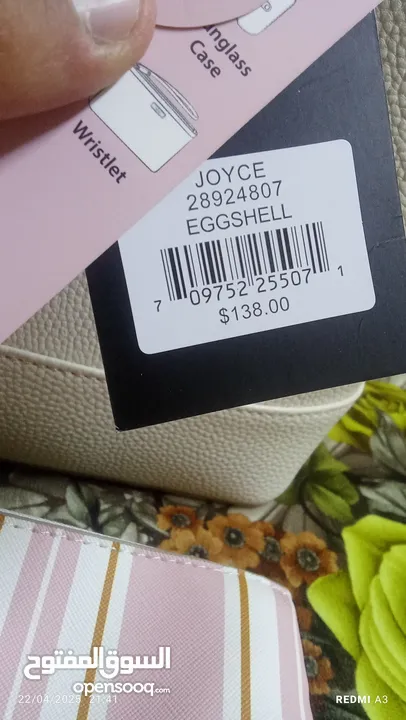 unglass
Case
Wristlet
JOYCE
28924807
EGGSHELL
7 09752 25507 1
$138.00
السوق المفتوح
opensooq.com
22/04/2025 21:41
REDMI A3